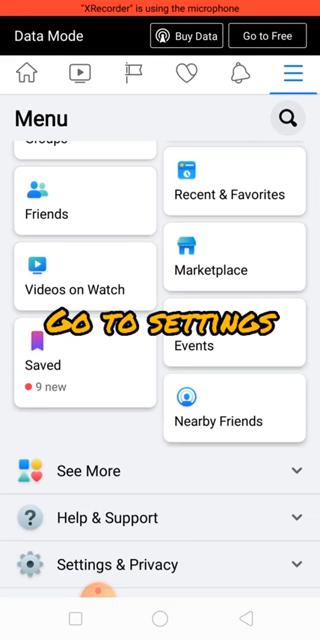 "XRecorder" is using the microphone
Data Mode
Buy Data
Go to Free
Menu
Groups
Recent & Favorites
Friends
Marketplace
Videos on Watch
Go to settings
Events
Saved
9 new
Nearby Friends
See More
Help & Support
Settings & Privacy